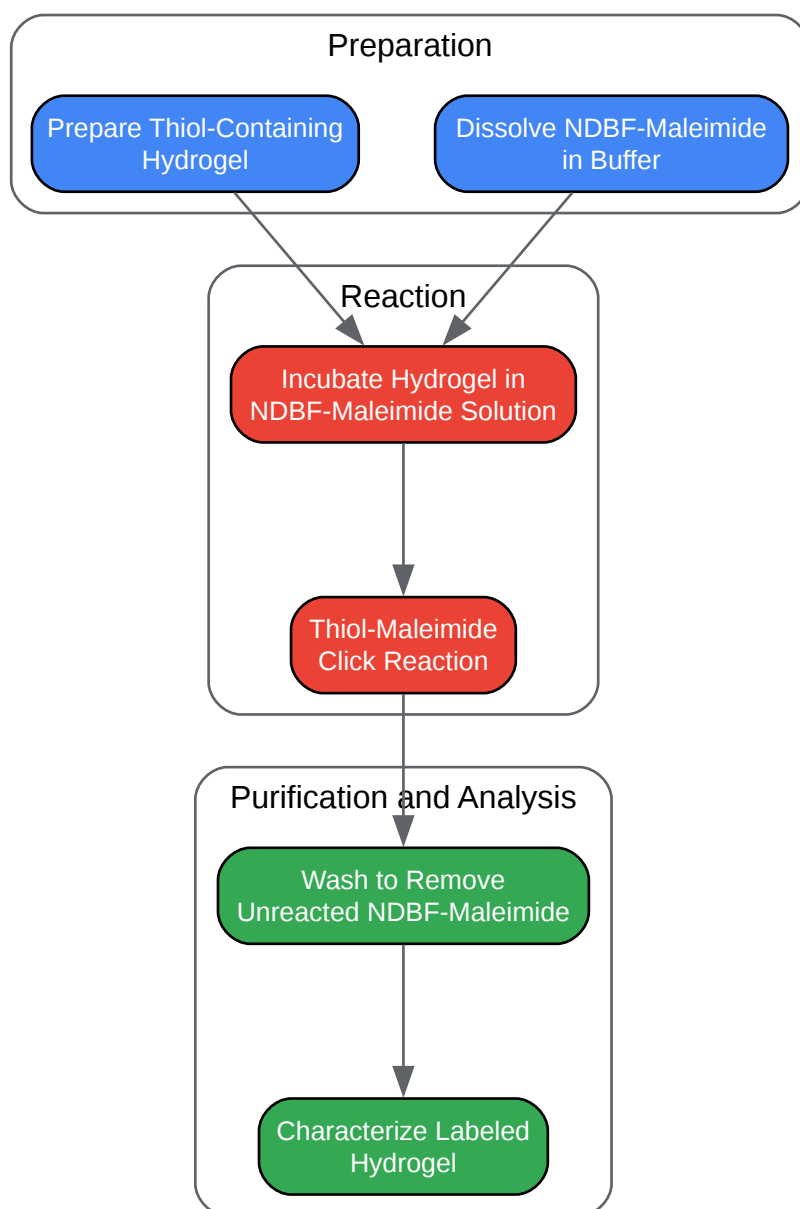 Preparation
Prepare Thiol-Containing
Hydrogel
Dissolve NDBF-Maleimide
in Buffer
Reaction
Incubate Hydrogel in
NDBF-Maleimide Solution
Thiol-Maleimide
Click Reaction
Purification and Analysis
Wash to Remove
Unreacted NDBF-Maleimide
Characterize Labeled
Hydrogel